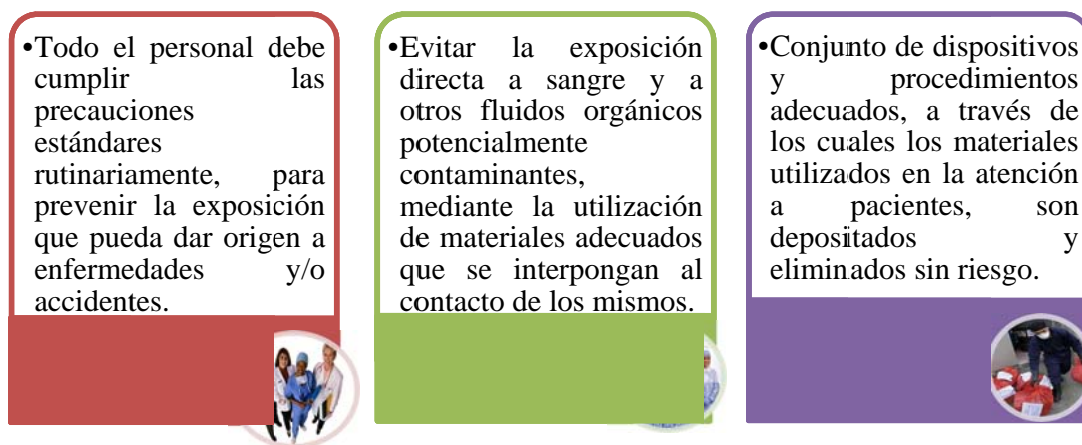 •Todo el personal debe
cumplir las
precauciones
estándares
rutinariamente, para
prevenir la exposición
que pueda dar origen a
enfermedades y/o
accidentes.
•Evitar la exposición
directa a sangre y a
otros fluidos orgánicos
potencialmente
contaminantes,
mediante la utilización
de materiales adecuados
que se interpongan al
contacto de los mismos.
•Conjunto de dispositivos
y procedimientos
adecuados, a través de
los cuales los materiales
utilizados en la atención
a pacientes, son
depositados y
eliminados sin riesgo.